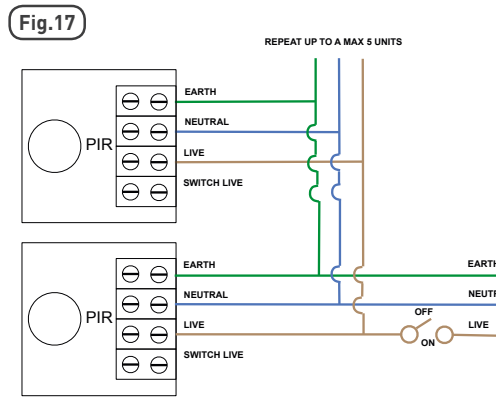 Fig.17
REPEAT UP TO A MAX 5 UNITS
EARTH
NEUTRAL
PIR
LIVE
SWITCH LIVE
EARTH
EARTH
NEUTRAL
NEUTR
OFF
PIR
LIVE
LIVE
ON
SWITCH LIVE